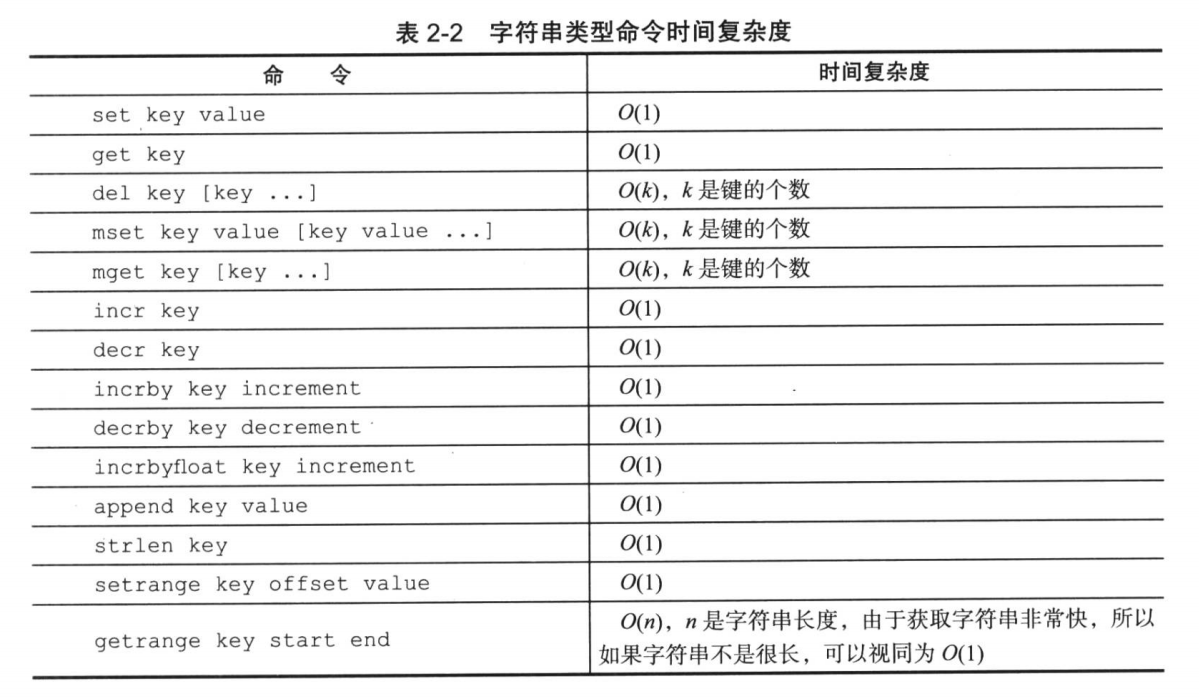 表 2-2 字符串类型命令时间复杂度
命 令 时间复杂度
set key value O(1)
get key O(1)
del key [key ...] O(k)，k 是键的个数
mset key value [key value ...] O(k)，k 是键的个数
mget key [key ...] O(k)，k 是键的个数
incr key O(1)
decr key O(1)
incrby key increment O(1)
decrby key decrement O(1)
incrbyfloat key increment O(1)
append key value O(1)
strlen key O(1)
setrange key offset value O(1)
getrange key start end O(n)，n 是字符串长度，由于获取字符串非常快，所以
如果字符串不是很长，可以视同为 O(1)